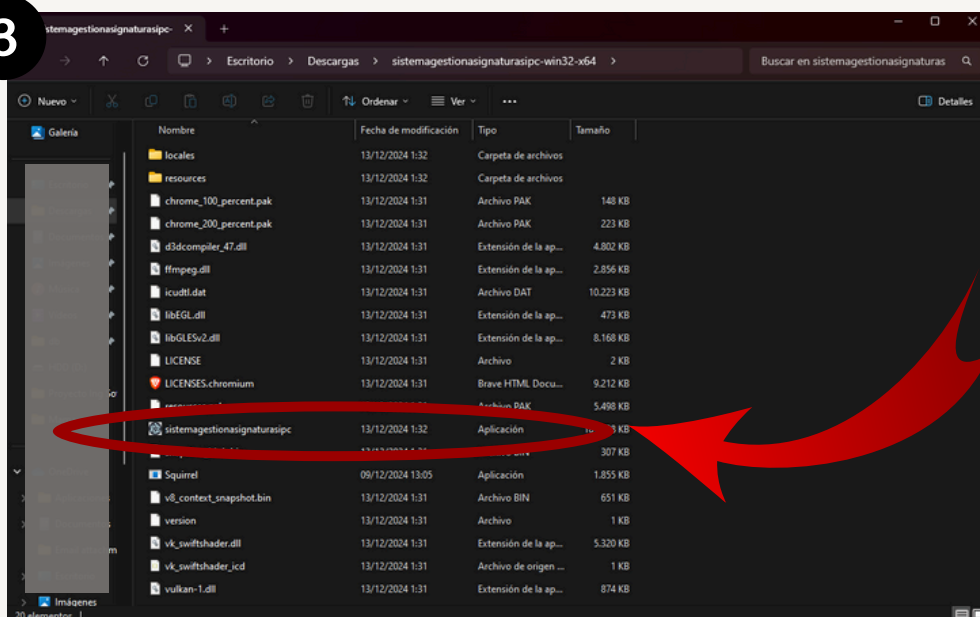 3
stemagestionasignaturasipc-
Escritorio > Descargas > sistemagestionasignaturasipc-win32-x64 >
Buscar en sistemagestionasignaturas
Nuevo
Ordenar
Ver
Detalles
Galería
Nombre Fecha de modificación Tipo Tamaño
locales 13/12/2024 1:32 Carpeta de archivos
resources 13/12/2024 1:32 Carpeta de archivos
chrome_100_percent.pak 13/12/2024 1:31 Archivo PAK 148 KB
chrome_200_percent.pak 13/12/2024 1:31 Archivo PAK 223 KB
d3dcompiler_47.dll 13/12/2024 1:31 Extensión de la ap... 4.802 KB
ffmpeg.dll 13/12/2024 1:31 Extensión de la ap... 2.856 KB
icudtl.dat 13/12/2024 1:31 Archivo DAT 10.223 KB
libEGL.dll 13/12/2024 1:31 Extensión de la ap... 473 KB
libGLESv2.dll 13/12/2024 1:31 Extensión de la ap... 8.168 KB
LICENSE 13/12/2024 1:31 Archivo 2 KB
LICENSES.chromium 13/12/2024 1:31 Brave HTML Docu... 9.212 KB
Archivo PAK 5.498 KB
sistemagestionasignaturasipc 13/12/2024 1:32 Aplicación KB
307 KB
Squirrel 09/12/2024 13:05 Aplicación 1.855 KB
v8_context_snapshot.bin 13/12/2024 1:31 Archivo BIN 651 KB
version 13/12/2024 1:31 Archivo 1 KB
vk_swiftshader.dll 13/12/2024 1:31 Extensión de la ap... 5.320 KB
vk_swiftshader_icd 13/12/2024 1:31 Archivo de origen ... 1 KB
vulkan-1.dll 13/12/2024 1:31 Extensión de la ap... 874 KB
Imágenes
20 elementos